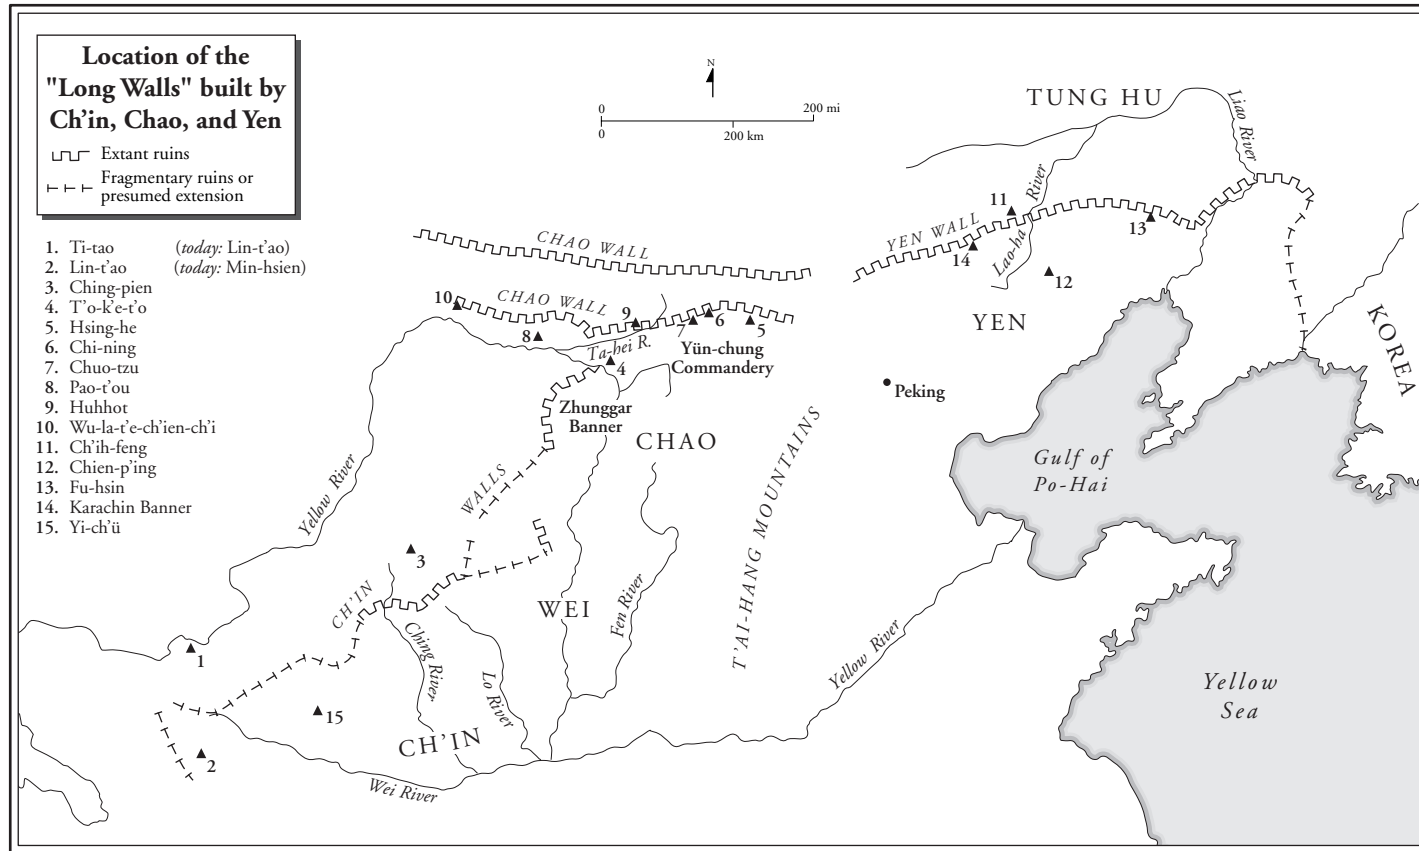 Location of the
"Long Walls" built by
Ch'in, Chao, and Yen
Extant ruins
Fragmentary ruins or
presumed extension
1. Ti-tao (today: Lin-t'ao)
2. Lin-t'ao (today: Min-hsien)
3. Ching-pien
4. T'o-k'e-t'o
5. Hsing-he
6. Chi-ning
7. Chuo-tzu
8. Pao-t'ou
9. Huhhot
10. Wu-la-t'e-ch'ien-ch'i
11. Ch'ih-feng
12. Chien-p'ing
13. Fu-hsin
14. Karachin Banner
15. Yi-ch'ü
N
0 200 mi
0 200 km
TUNG HU
Liao River
11
Lao-ha River
13
YEN WALL
14
12
CHAO WALL
10
CHAO WALL
9
8
7
6
5
Ta-hei R.
4
Yün-chung
Commandery
YEN
KOREA
Peking
Zhunggar
Banner
CHAO
Gulf of
Po-Hai
Yellow River
WALLS
T'AI-HANG MOUNTAINS
3
CH'IN
WEI
Fen River
Ching River
Lo River
1
Yellow River
Yellow
Sea
15
CH'IN
2
Wei River